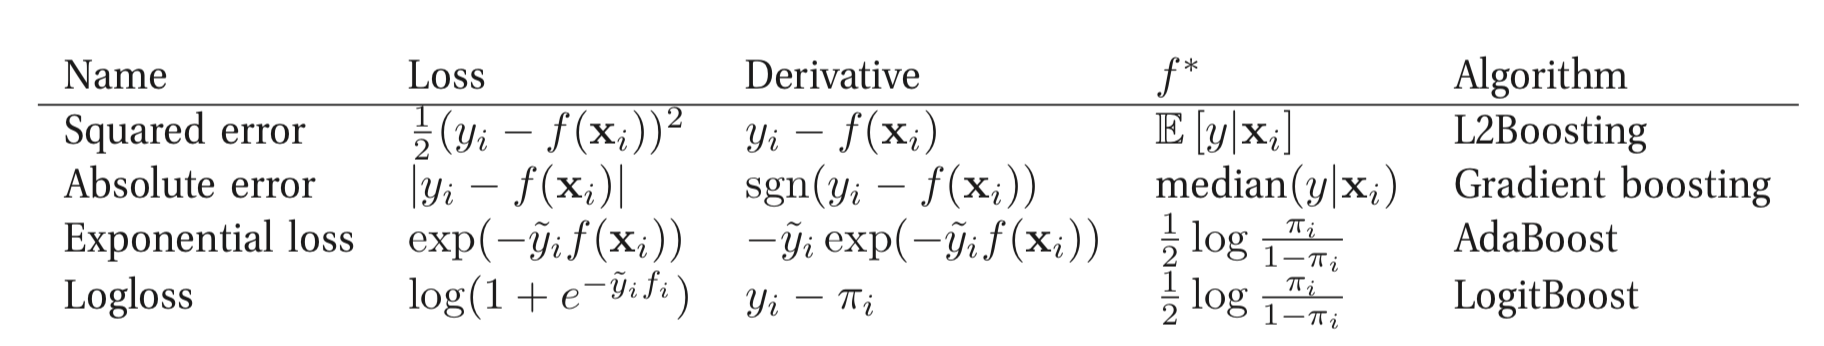 Name Loss Derivative f* Algorithm
Squared error ½(yᵢ − f(𝐱ᵢ))² yᵢ − f(𝐱ᵢ) 𝔼[y|𝐱ᵢ] L2Boosting
Absolute error |yᵢ − f(𝐱ᵢ)| sgn(yᵢ − f(𝐱ᵢ)) median(y|𝐱ᵢ) Gradient boosting
Exponential loss exp(−ỹᵢf(𝐱ᵢ)) −ỹᵢ exp(−ỹᵢf(𝐱ᵢ)) ½ log πᵢ/(1−πᵢ) AdaBoost
Logloss log(1 + e^{−ỹᵢfᵢ}) yᵢ − πᵢ ½ log πᵢ/(1−πᵢ) LogitBoost